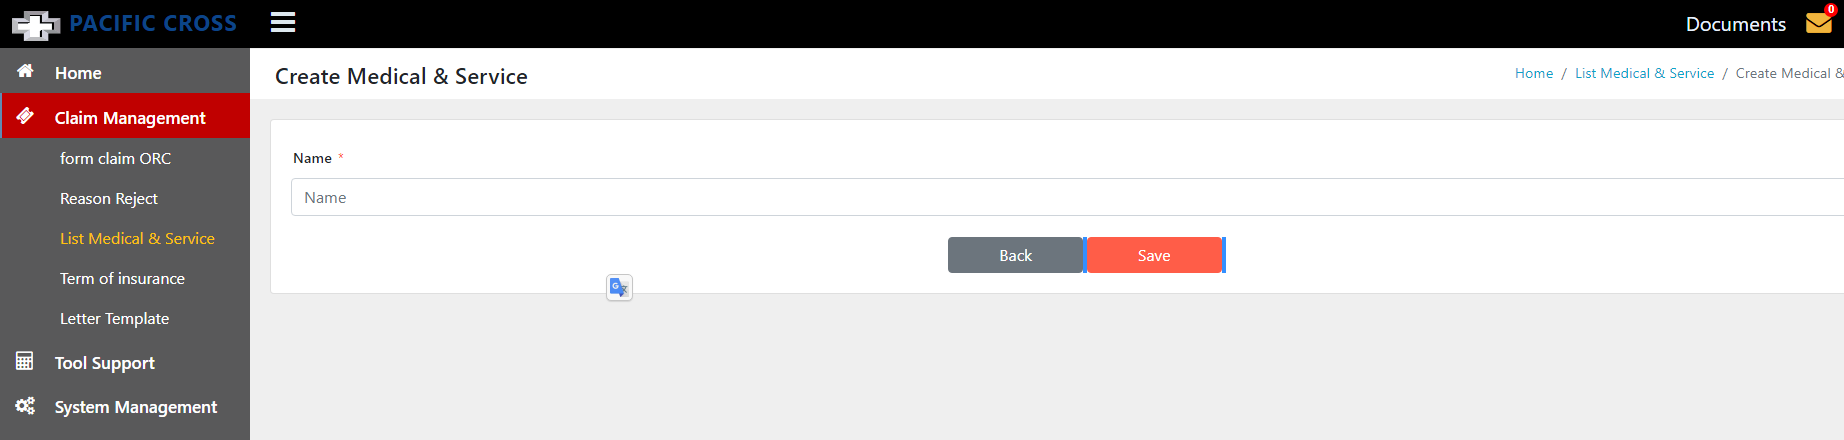 PACIFIC CROSS
Documents
0
Home
Create Medical & Service
Home / List Medical & Service / Create Medical &
Claim Management
form claim ORC
Name *
Reason Reject
Name
List Medical & Service
Back
Save
Term of insurance
G
Letter Template
Tool Support
System Management